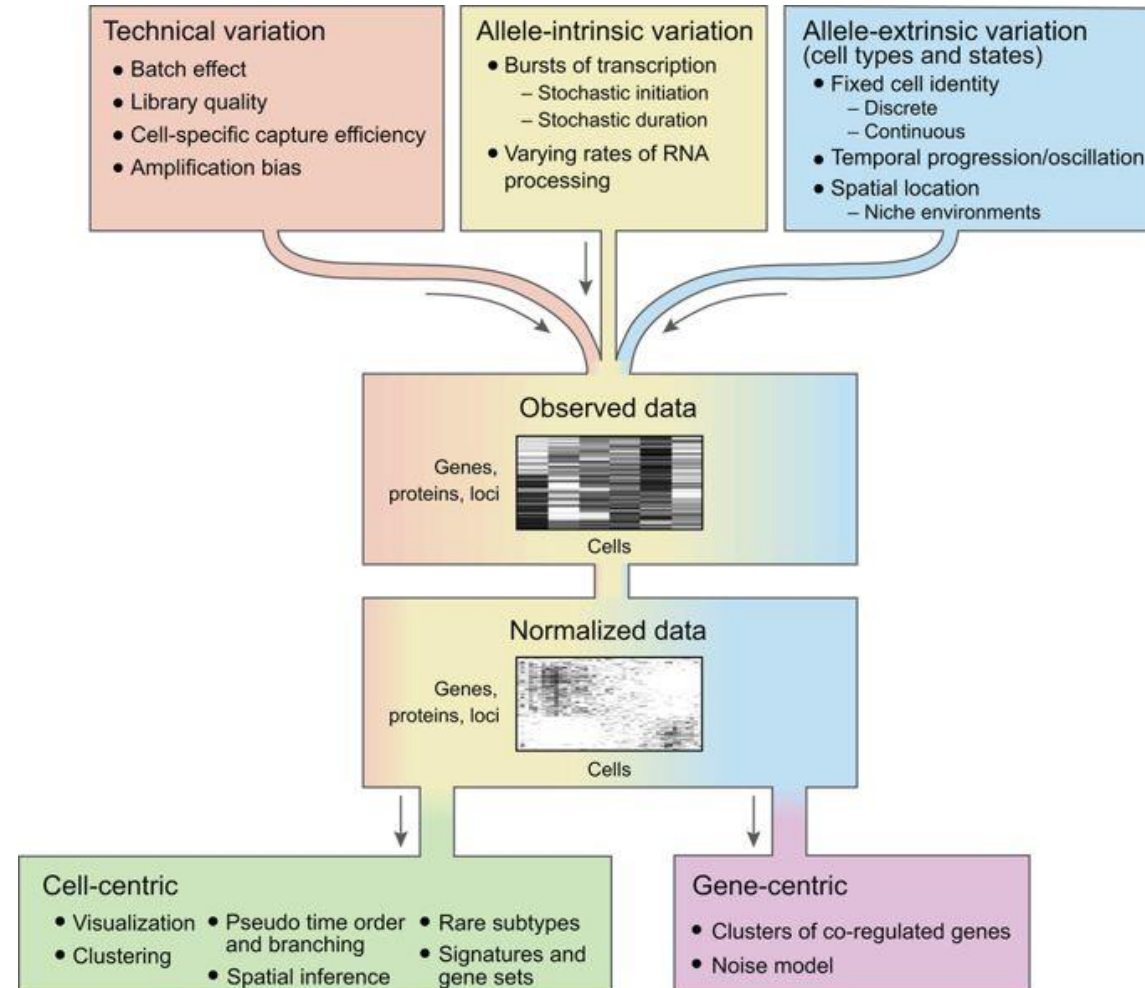 Technical variation
● Batch effect
● Library quality
● Cell-specific capture efficiency
● Amplification bias
Allele-intrinsic variation
● Bursts of transcription
– Stochastic initiation
– Stochastic duration
● Varying rates of RNA
processing
Allele-extrinsic variation
(cell types and states)
● Fixed cell identity
– Discrete
– Continuous
● Temporal progression/oscillation
● Spatial location
– Niche environments
Observed data
Genes,
proteins, loci
Cells
Normalized data
Genes,
proteins, loci
Cells
Cell-centric
● Visualization
● Clustering
● Pseudo time order
and branching
● Spatial inference
● Rare subtypes
● Signatures and
gene sets
Gene-centric
● Clusters of co-regulated genes
● Noise model